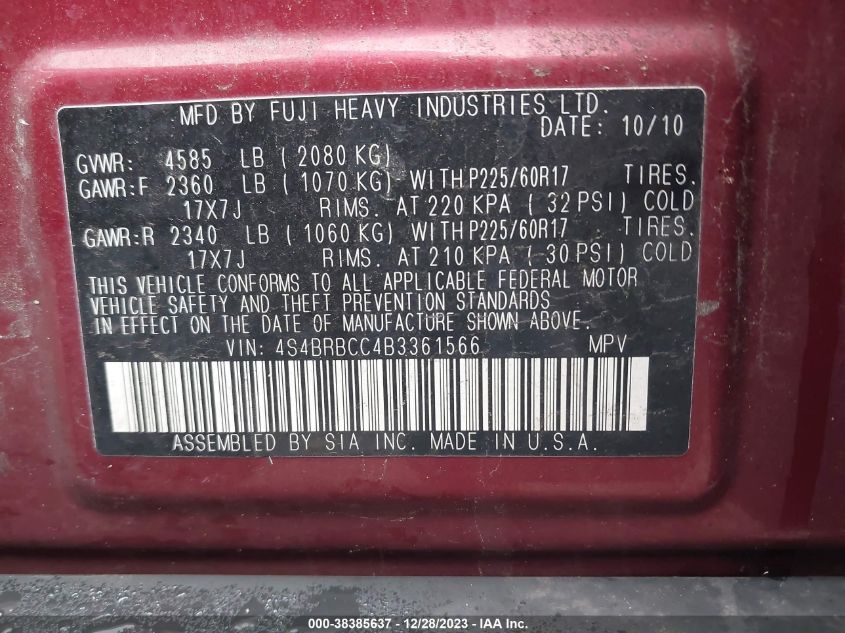 MFD BY FUJI HEAVY INDUSTRIES LTD.
DATE: 10/10
GVWR: 4585 LB ( 2080 KG)
GAWR:F 2360 LB ( 1070 KG) WITH P225/60R17 TIRES.
17X7J RIMS. AT 220 KPA ( 32 PSI) COLD
GAWR:R 2340 LB ( 1060 KG) WITH P225/60R17 TIRES.
17X7J RIMS. AT 210 KPA ( 30 PSI) COLD
THIS VEHICLE CONFORMS TO ALL APPLICABLE FEDERAL MOTOR
VEHICLE SAFETY AND THEFT PREVENTION STANDARDS
IN EFFECT ON THE DATE OF MANUFACTURE SHOWN ABOVE.
VIN: 4S4BRBCC4B3361566 MPV
ASSEMBLED BY SIA INC. MADE IN U.S.A.
000-38385637 - 12/28/2023 - IAA Inc.